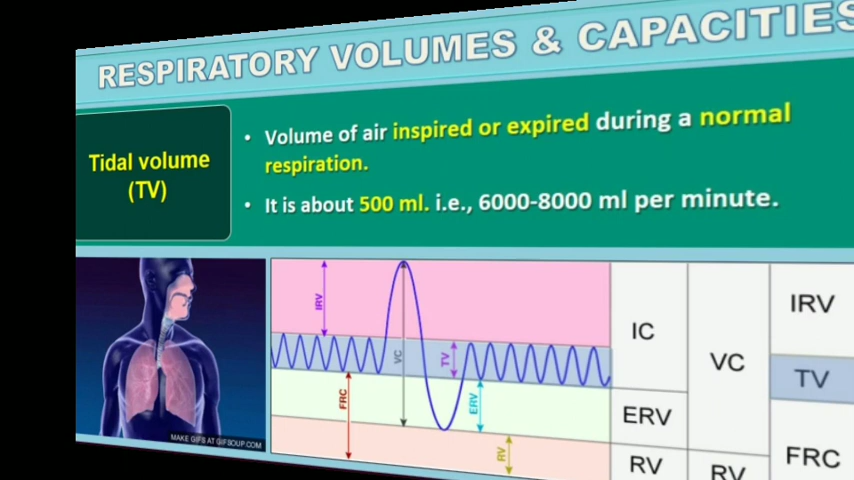 RESPIRATORY VOLUMES & CAPACITIES
Tidal volume
(TV)
• Volume of air inspired or expired during a normal
respiration.
• It is about 500 ml. i.e., 6000-8000 ml per minute.
MAKE GIFS AT GIFSOUP.COM
IRV
VC
TV
FRC
ERV
RV
IC
ERV
RV
VC
RV
IRV
TV
FRC